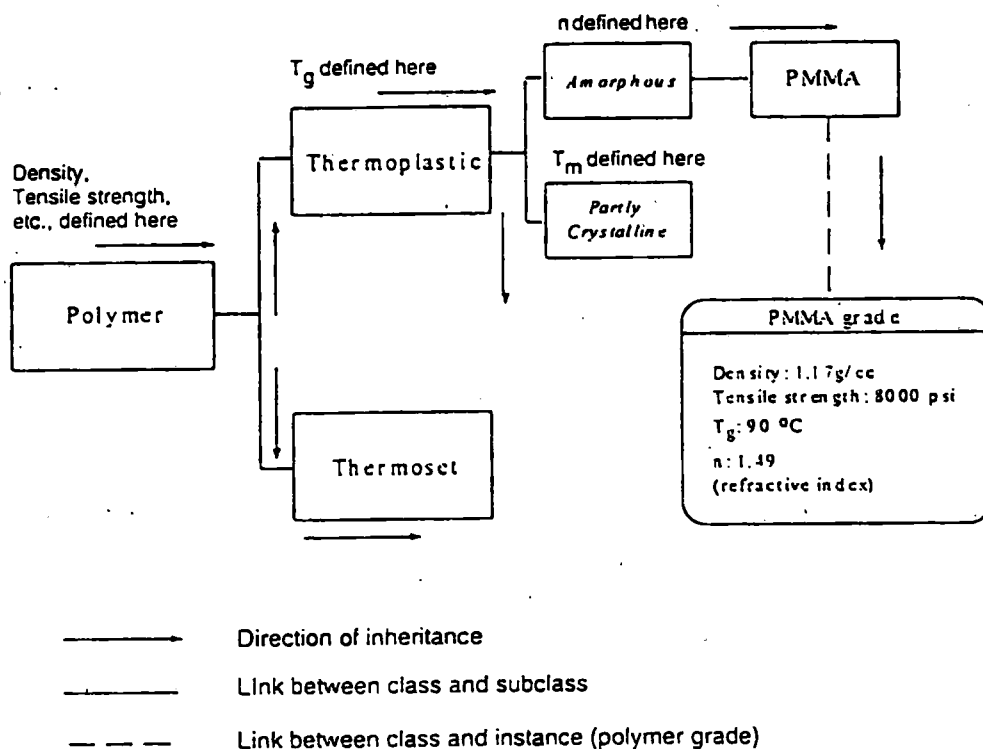 n defined here
Tg defined here
Amorphous
PMMA
Thermoplastic
Tm defined here
Density,
Tensile strength,
etc., defined here
Partly
Crystalline
Polymer
PMMA grade
Density: 1.17g/cc
Tensile strength: 8000 psi
Tg: 90 °C
n: 1.49
(refractive index)
Thermoset
Direction of inheritance
Link between class and subclass
Link between class and instance (polymer grade)